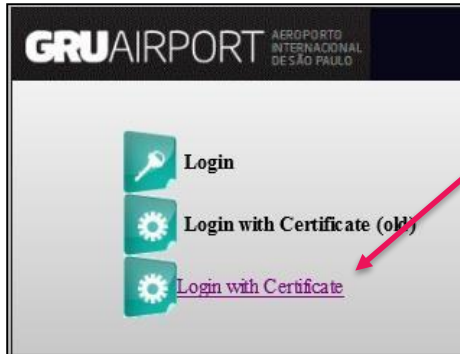 GRUAIRPORT AEROPORTO
INTERNACIONAL
DE SÃO PAULO
Login
Login with Certificate (old)
Login with Certificate